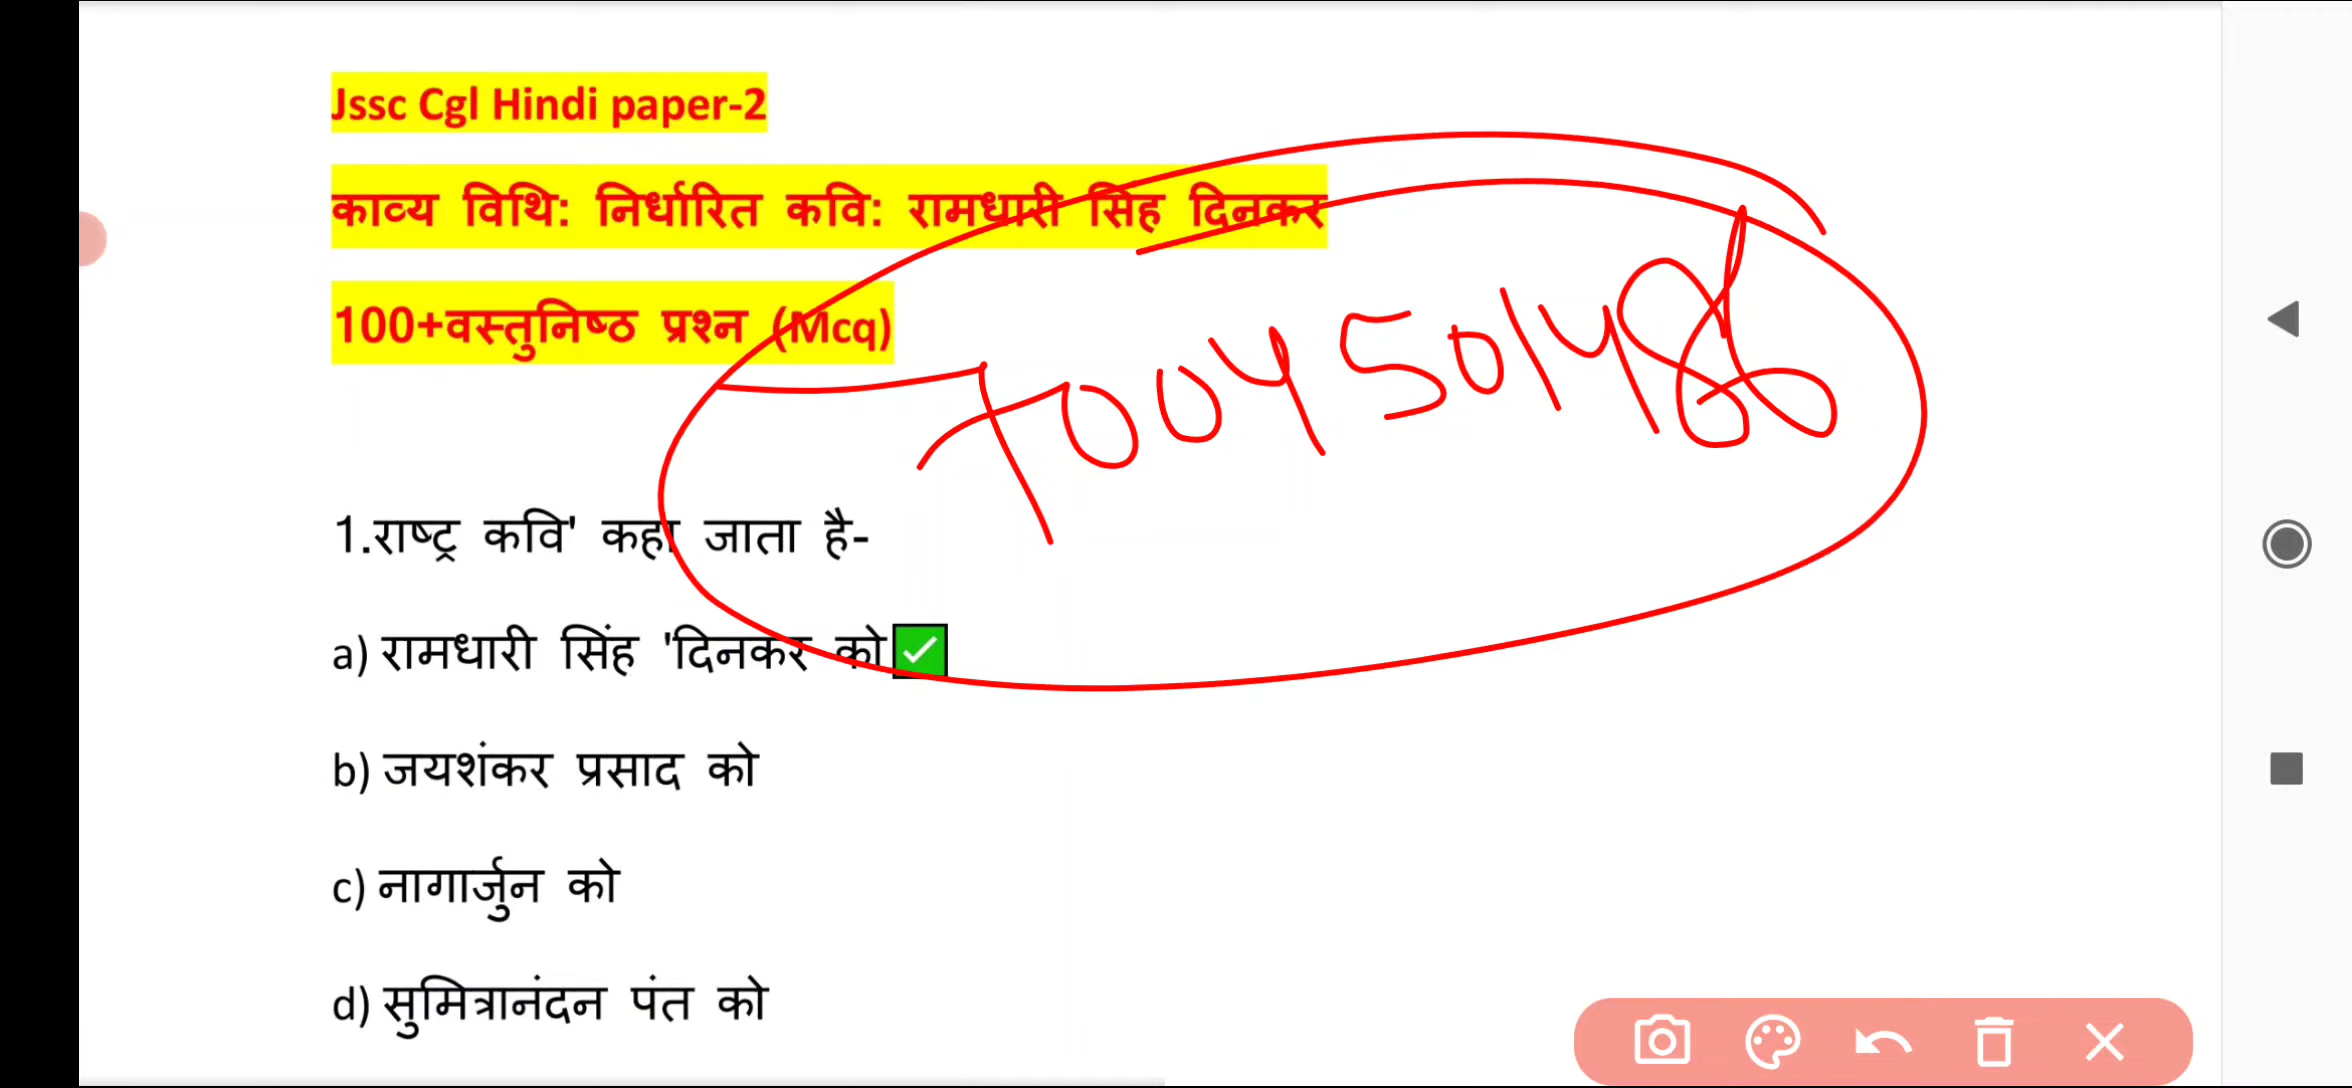 Jssc Cgl Hindi paper-2
काव्य विथि: निर्धारित कवि: रामधारी सिंह दिनकर
100+वस्तुनिष्ठ प्रश्न (Mcq)
7004501486
1.राष्ट्र कवि' कहा जाता है-
a) रामधारी सिंह 'दिनकर को
b) जयशंकर प्रसाद को
c) नागार्जुन को
d) सुमित्रानंदन पंत को